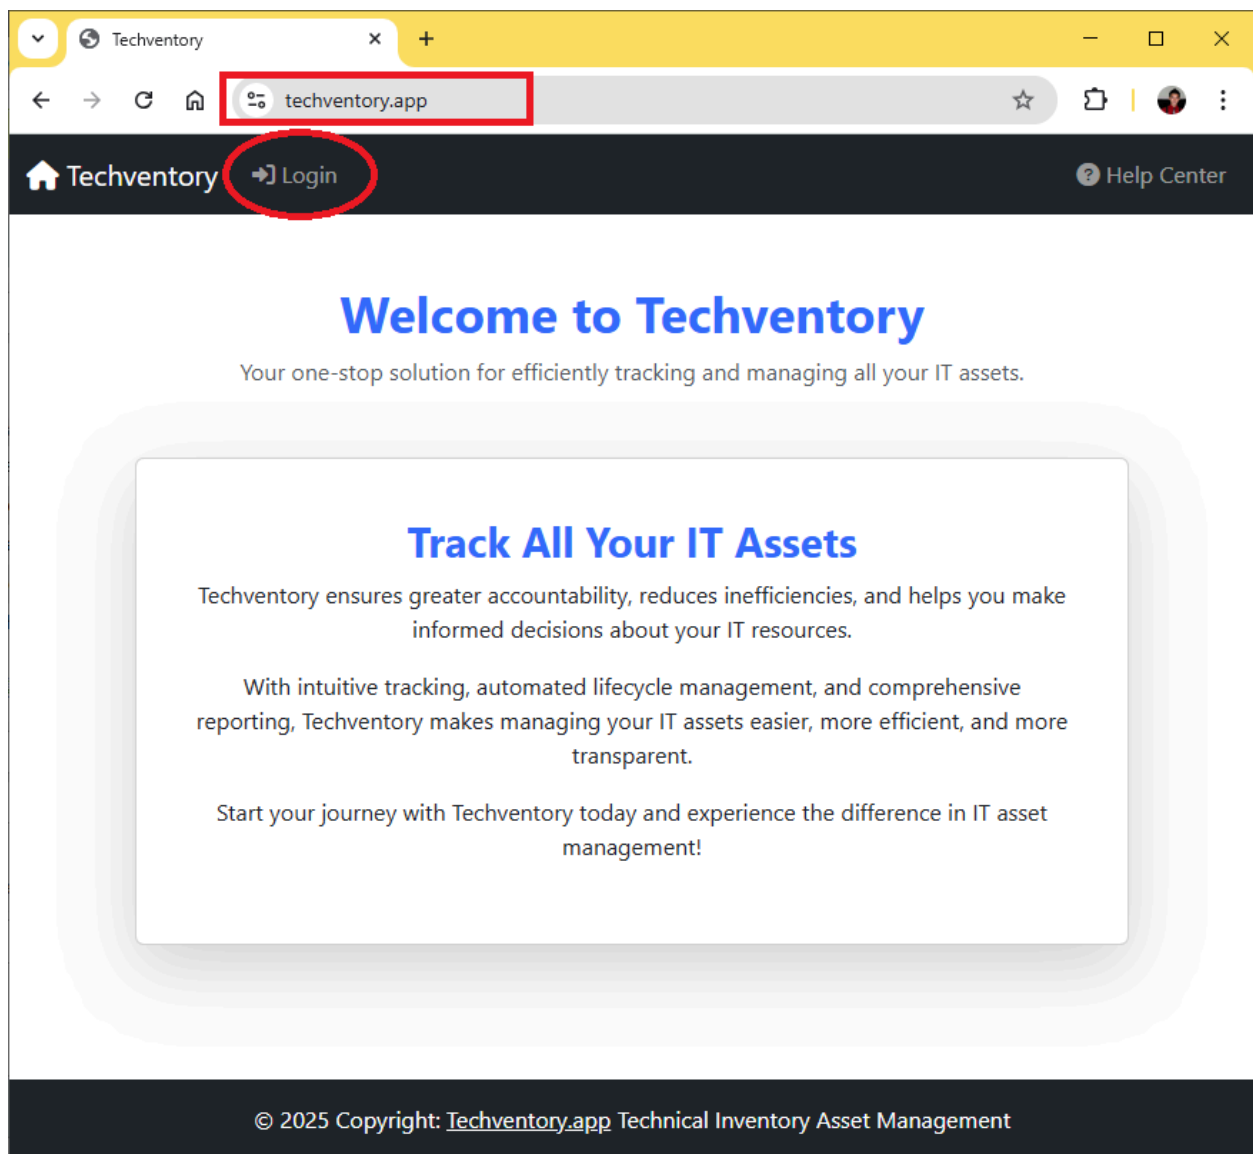 Techventory
techventory.app
Techventory Login Help Center
Welcome to Techventory
Your one-stop solution for efficiently tracking and managing all your IT assets.
Track All Your IT Assets
Techventory ensures greater accountability, reduces inefficiencies, and helps you make
informed decisions about your IT resources.
With intuitive tracking, automated lifecycle management, and comprehensive
reporting, Techventory makes managing your IT assets easier, more efficient, and more
transparent.
Start your journey with Techventory today and experience the difference in IT asset
management!
© 2025 Copyright: Techventory.app Technical Inventory Asset Management